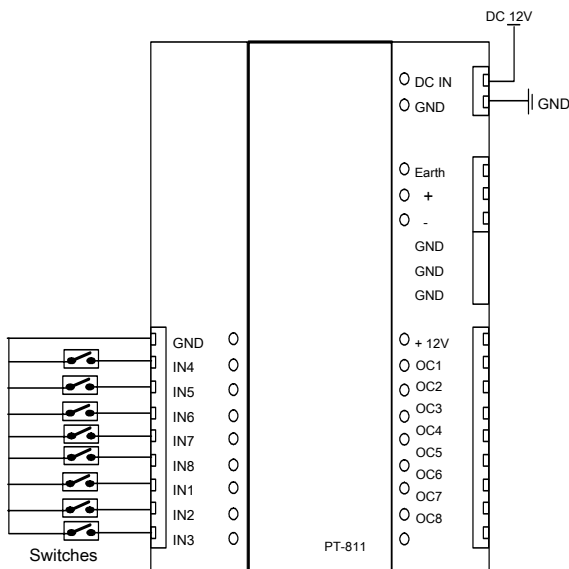 DC 12V
DC IN
GND
GND
Earth
+
-
GND
GND
GND
GND
IN4
IN5
IN6
IN7
IN8
IN1
IN2
IN3
+ 12V
OC1
OC2
OC3
OC4
OC5
OC6
OC7
OC8
PT-811
Switches